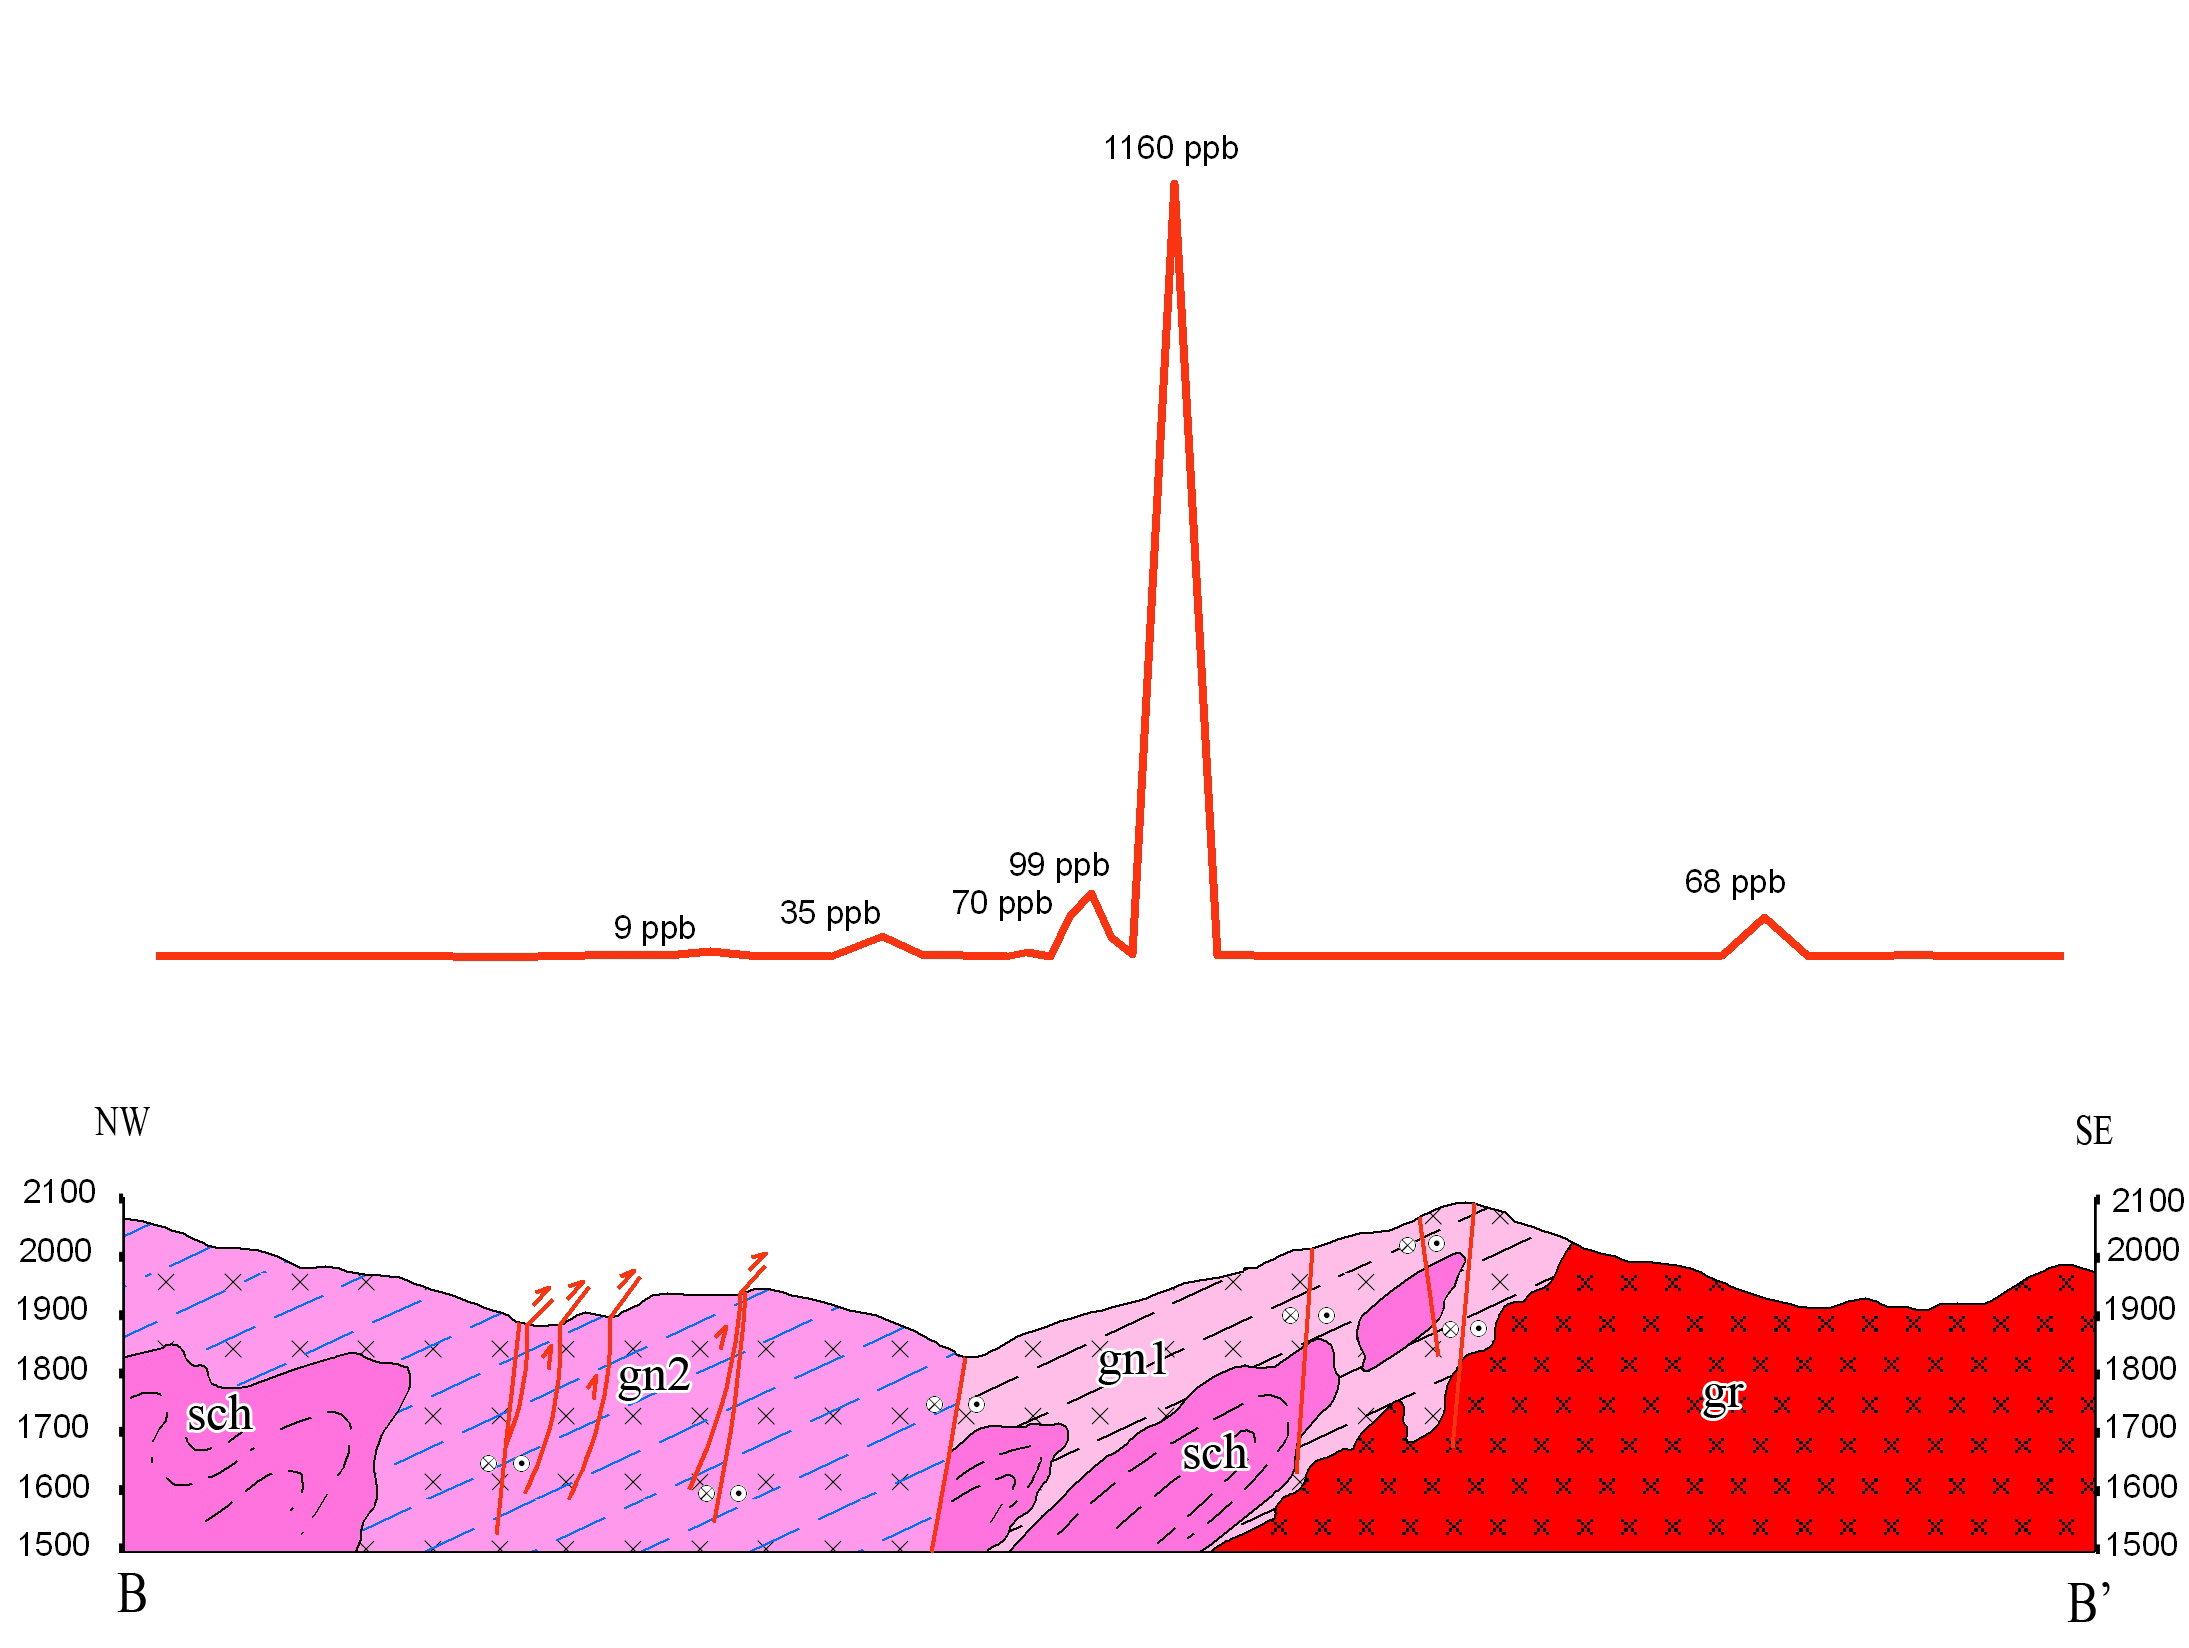 1160 ppb
99 ppb
70 ppb
35 ppb
9 ppb
68 ppb
NW
SE
2100
2000
1900
1800
1700
1600
1500
2100
2000
1900
1800
1700
1600
1500
sch
gn2
gn1
sch
gr
B
B’